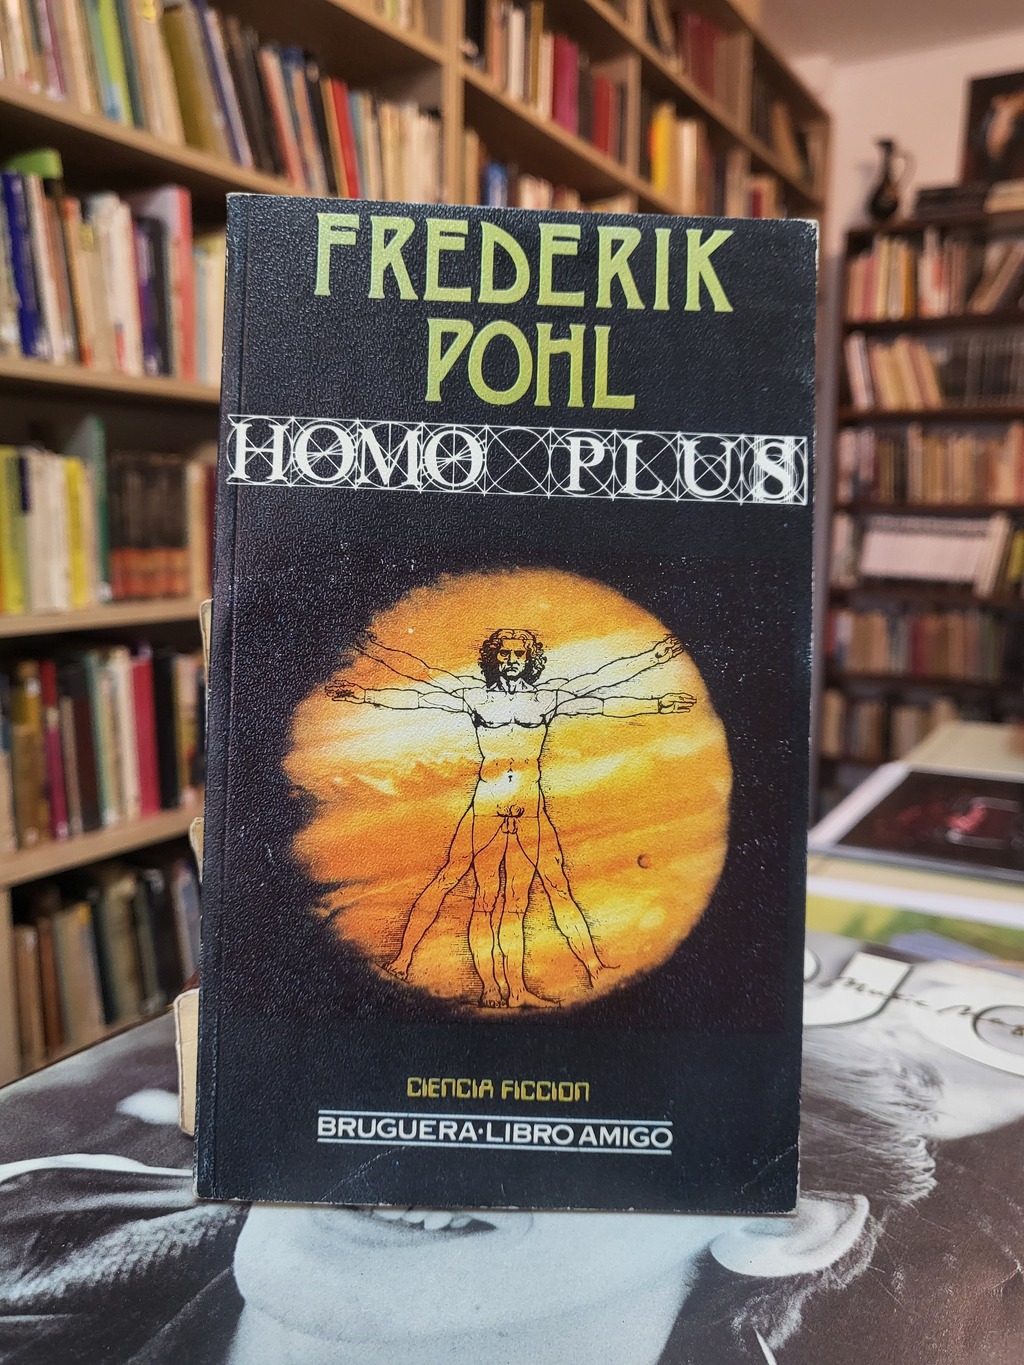 FREDERIK
POHL
HOMO PLUS
CIENCIA FICCION
BRUGUERA·LIBRO AMIGO